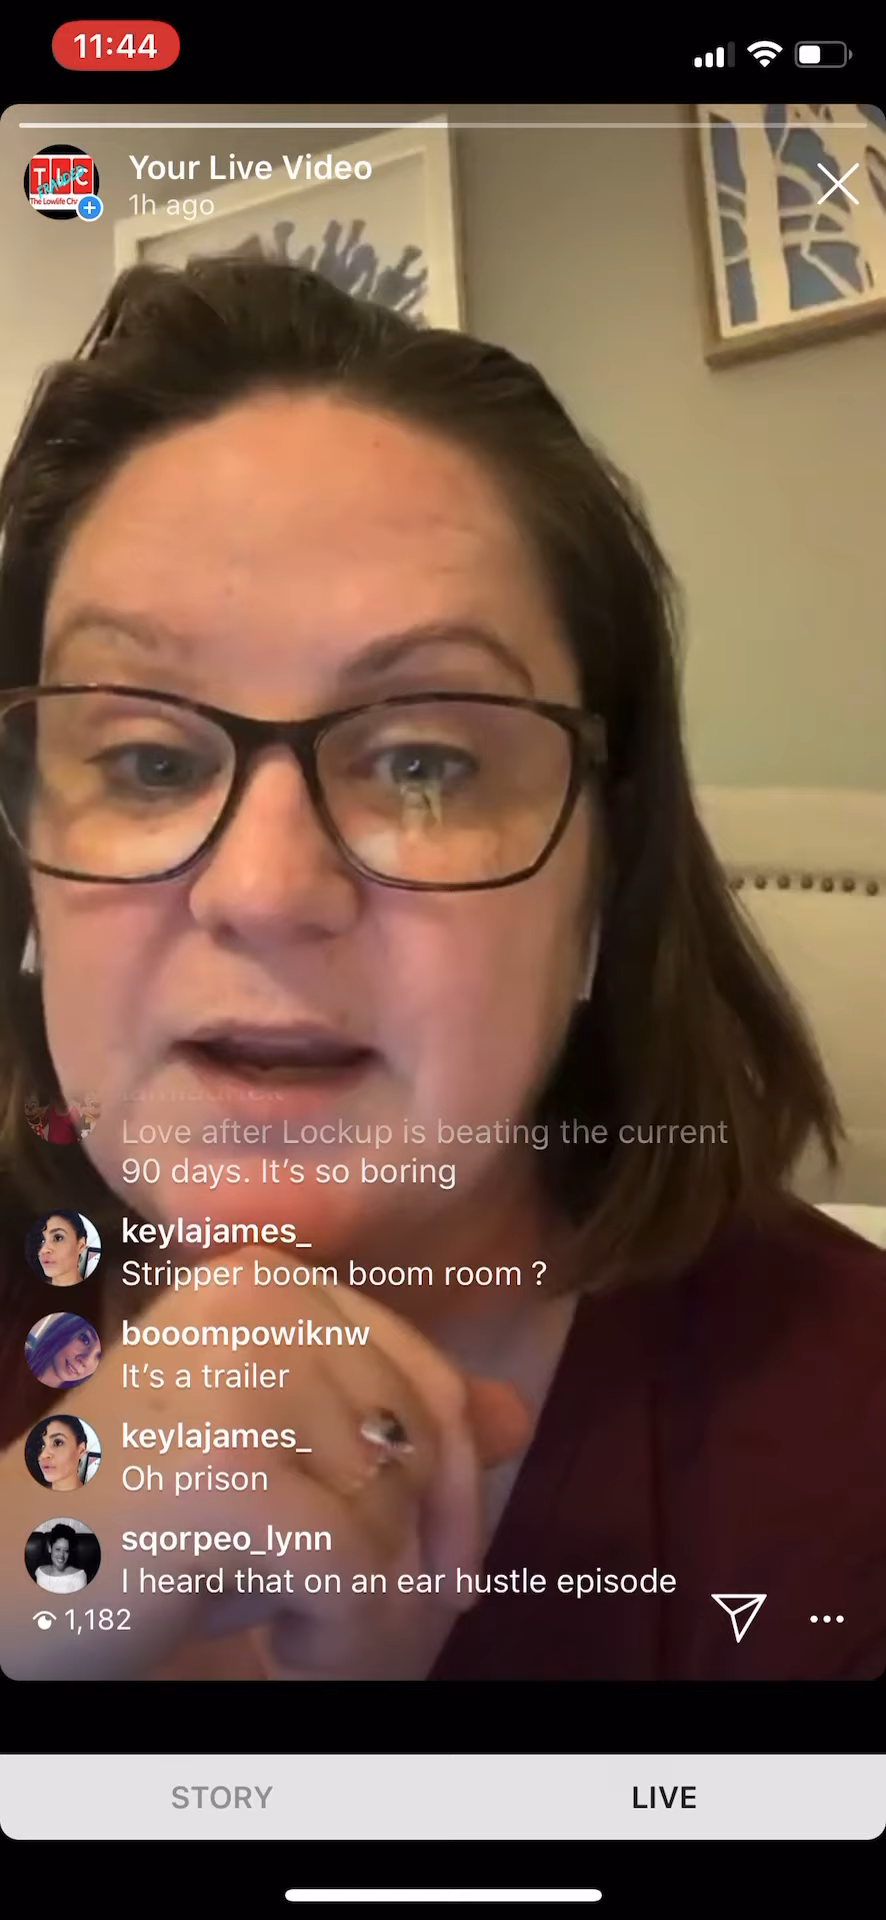 11:44
TLC
FRAUDED
Your Live Video
1h ago
Love after Lockup is beating the current
90 days. It’s so boring
keylajames_
Stripper boom boom room ?
booompowiknw
It’s a trailer
keylajames_
Oh prison
sqorpeo_lynn
I heard that on an ear hustle episode
1,182
STORY
LIVE